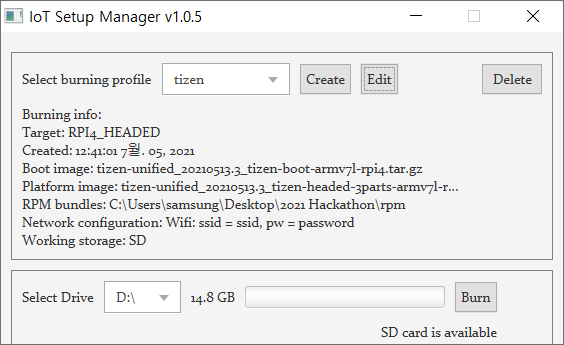 IoT Setup Manager v1.0.5
Select burning profile tizen Create Edit Delete
Burning info:
Target: RPI4_HEADED
Created: 12:41:01 7월. 05, 2021
Boot image: tizen-unified_20210513.3_tizen-boot-armv7l-rpi4.tar.gz
Platform image: tizen-unified_20210513.3_tizen-headed-3parts-armv7l-r...
RPM bundles: C:\Users\samsung\Desktop\2021 Hackathon\rpm
Network configuration: Wifi: ssid = ssid, pw = password
Working storage: SD
Select Drive D:\ 14.8 GB Burn
SD card is available